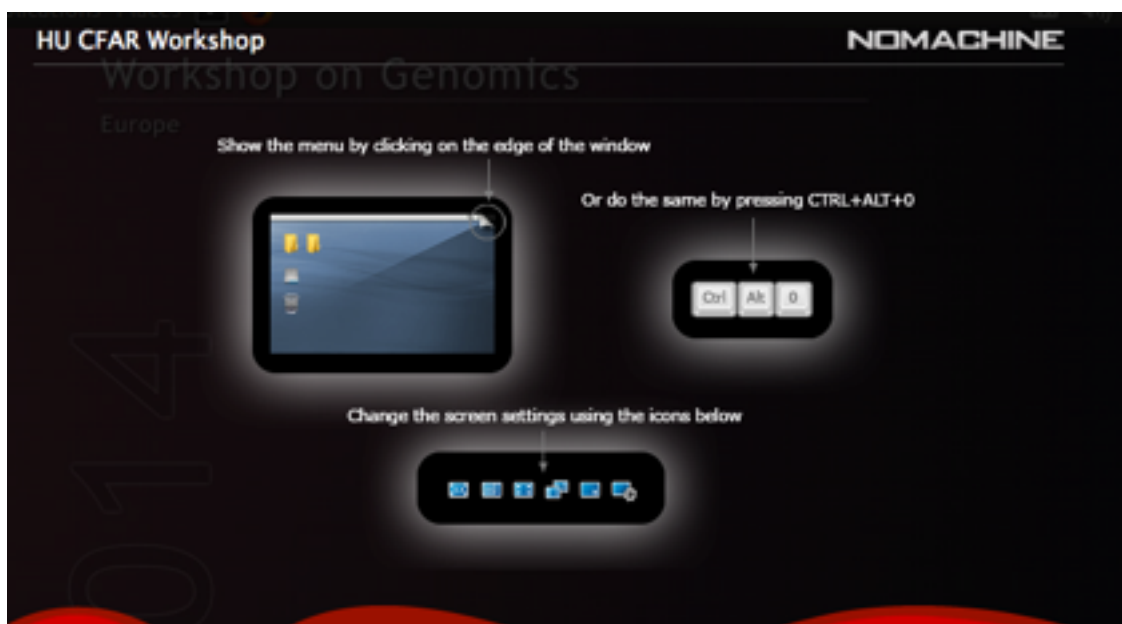 HU CFAR Workshop
NOMACHINE
Workshop on Genomics
Europe
Show the menu by clicking on the edge of the window
Or do the same by pressing CTRL+ALT+0
Ctrl Alt 0
Change the screen settings using the icons below